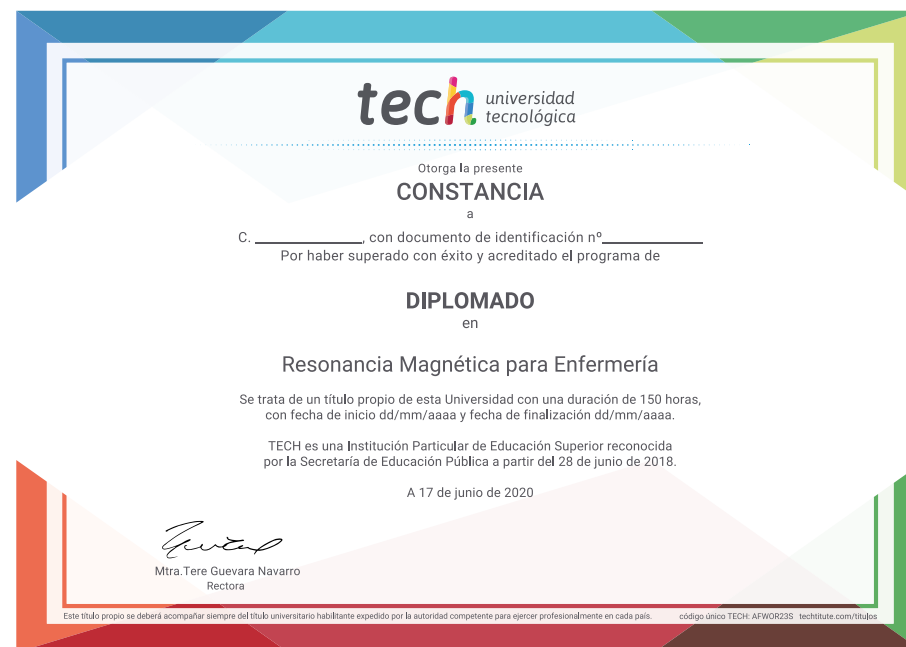 tech universidad
tecnológica
Otorga la presente
CONSTANCIA
a
C. ______________, con documento de identificación nº_____________
Por haber superado con éxito y acreditado el programa de
DIPLOMADO
en
Resonancia Magnética para Enfermería
Se trata de un título propio de esta Universidad con una duración de 150 horas,
con fecha de inicio dd/mm/aaaa y fecha de finalización dd/mm/aaaa.
TECH es una Institución Particular de Educación Superior reconocida
por la Secretaría de Educación Pública a partir del 28 de junio de 2018.
A 17 de junio de 2020
Mtra.Tere Guevara Navarro
Rectora
Este título propio se deberá acompañar siempre del título universitario habilitante expedido por la autoridad competente para ejercer profesionalmente en cada país. código único TECH: AFWOR23S techtitute.com/titulos